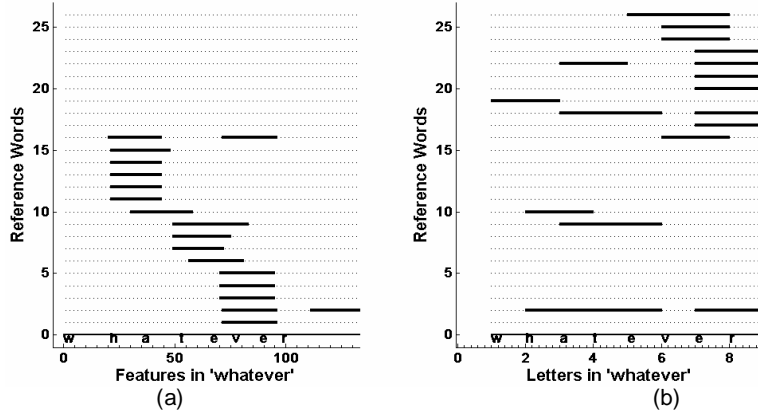 25
20
15
10
5
0
Reference Words
w h a t e v e r
0 50 100
Features in 'whatever'
(a)
25
20
15
10
5
0
Reference Words
w h a t e v e r
0 2 4 6 8
Letters in 'whatever'
(b)